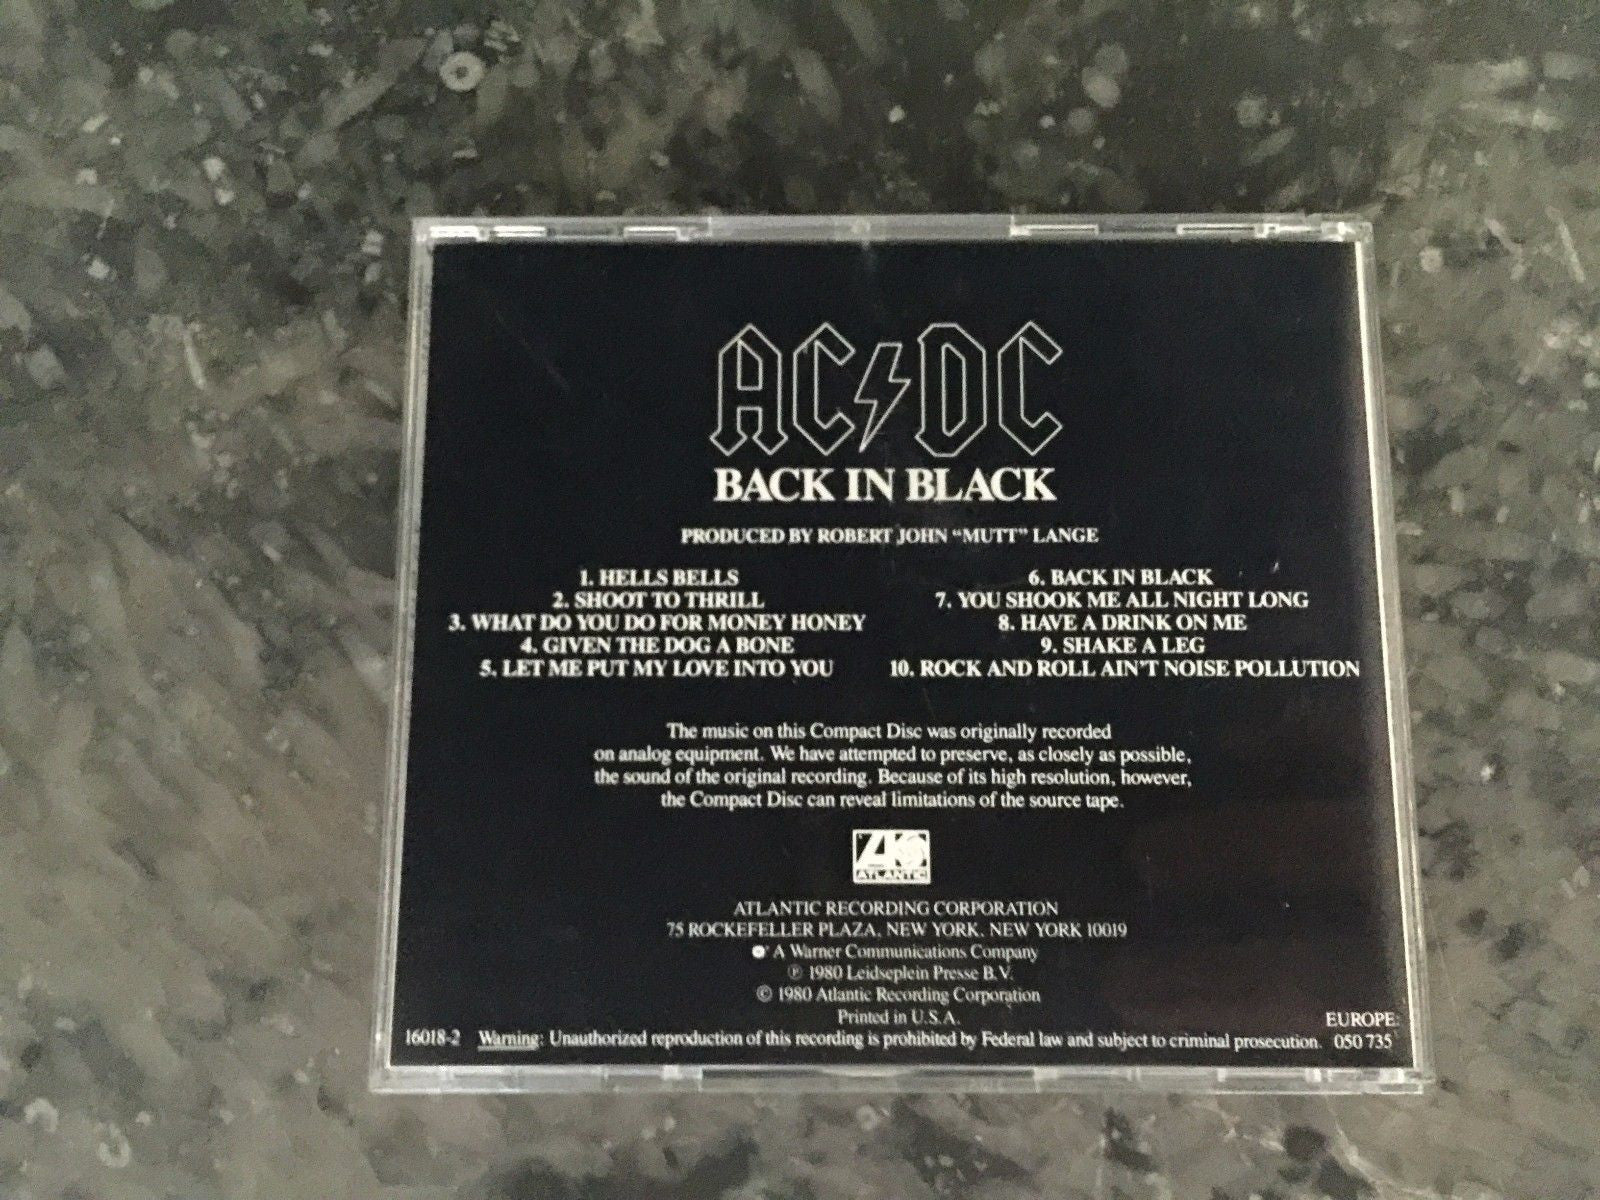 AC/DC
BACK IN BLACK
PRODUCED BY ROBERT JOHN “MUTT” LANGE
1. HELLS BELLS
2. SHOOT TO THRILL
3. WHAT DO YOU DO FOR MONEY HONEY
4. GIVEN THE DOG A BONE
5. LET ME PUT MY LOVE INTO YOU
6. BACK IN BLACK
7. YOU SHOOK ME ALL NIGHT LONG
8. HAVE A DRINK ON ME
9. SHAKE A LEG
10. ROCK AND ROLL AIN'T NOISE POLLUTION
The music on this Compact Disc was originally recorded
on analog equipment. We have attempted to preserve, as closely as possible,
the sound of the original recording. Because of its high resolution, however,
the Compact Disc can reveal limitations of the source tape.
ATLANTIC
ATLANTIC RECORDING CORPORATION
75 ROCKEFELLER PLAZA, NEW YORK, NEW YORK 10019
A Warner Communications Company
℗ 1980 Leidseplein Presse B.V.
© 1980 Atlantic Recording Corporation
Printed in U.S.A.
16018-2 Warning: Unauthorized reproduction of this recording is prohibited by Federal law and subject to criminal prosecution.
EUROPE:
050 735